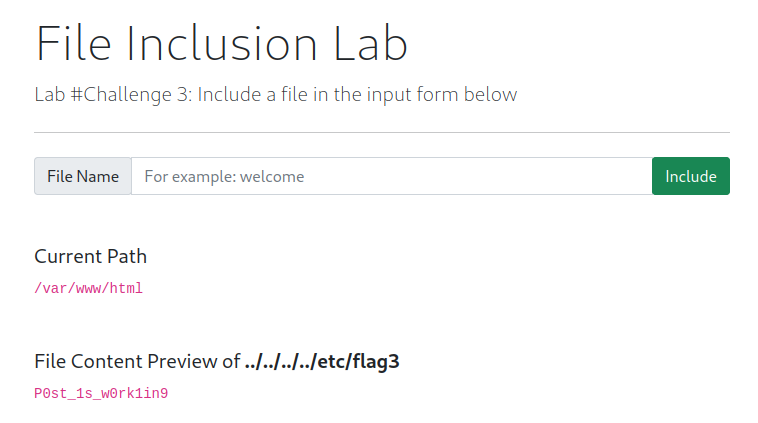 File Inclusion Lab
Lab #Challenge 3: Include a file in the input form below
File Name For example: welcome Include
Current Path
/var/www/html
File Content Preview of ../../../../etc/flag3
P0st_1s_w0rk1in9